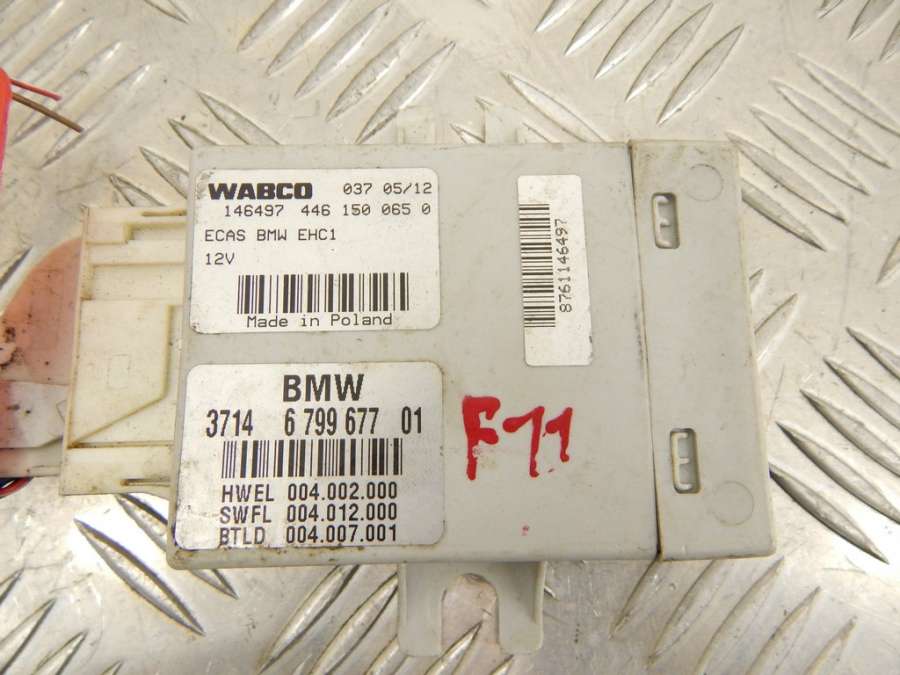 WABCO 037 05/12
146497 446 150 065 0
ECAS BMW EHC1
12V
Made in Poland
8761146497
BMW
3714 6 799 677 01
HWEL 004.002.000
SWFL 004.012.000
BTLD 004.007.001
F11